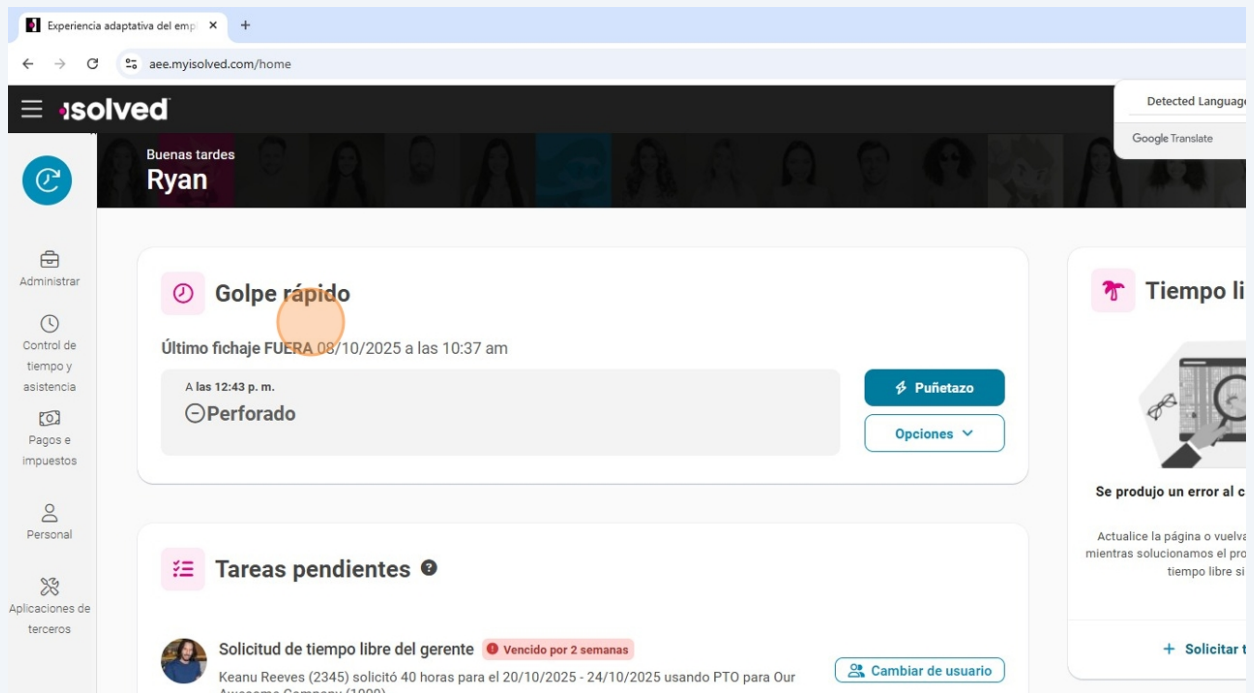 Experiencia adaptativa del emp
aee.myisolved.com/home
isolved
Detected Language
Google Translate
Buenas tardes
Ryan
Administrar
Control de
tiempo y
asistencia
Pagos e
impuestos
Personal
Aplicaciones de
terceros
Golpe rápido
Último fichaje FUERA 08/10/2025 a las 10:37 am
A las 12:43 p. m.
Perforado
Puñetazo
Opciones
Tareas pendientes
Solicitud de tiempo libre del gerente Vencido por 2 semanas
Keanu Reeves (2345) solicitó 40 horas para el 20/10/2025 - 24/10/2025 usando PTO para Our
Awesome Company (1000)
Cambiar de usuario
Tiempo li
Se produjo un error al c
Actualice la página o vuelva
mientras solucionamos el pro
tiempo libre si
+ Solicitar t